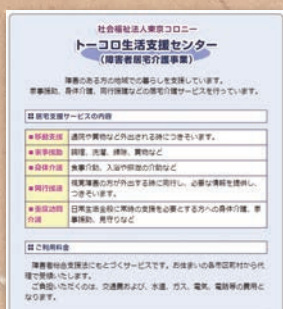 社会福祉法人東京コロニー
トーコロ生活支援センター
(障害者居宅介護事業)
障害のある方の地域での暮らしを支援しています。
家事援助、身体介護、同行援護などの居宅介護サービスを行っています。
居宅支援サービスの内容
●移動支援 通院や買物など外出される時につきそいます。
●家事援助 調理、洗濯、掃除、買物など
●身体介護 食事介助、入浴や排泄の介助など
●同行援護 視覚障害の方が外出する時に同行し、必要な情報を提供し、
つきそいます。
●重度訪問
介護 日常生活全般に常時の支援を必要とする方への身体介護、家
事援助、見守りなど
ご利用料金
障害者総合支援法にもとづくサービスです。お住まいの各市区町村から代
理で受領いたします。
ご負担いただくのは、交通費および、水道、ガス、電気、電話等の費用と
なります。